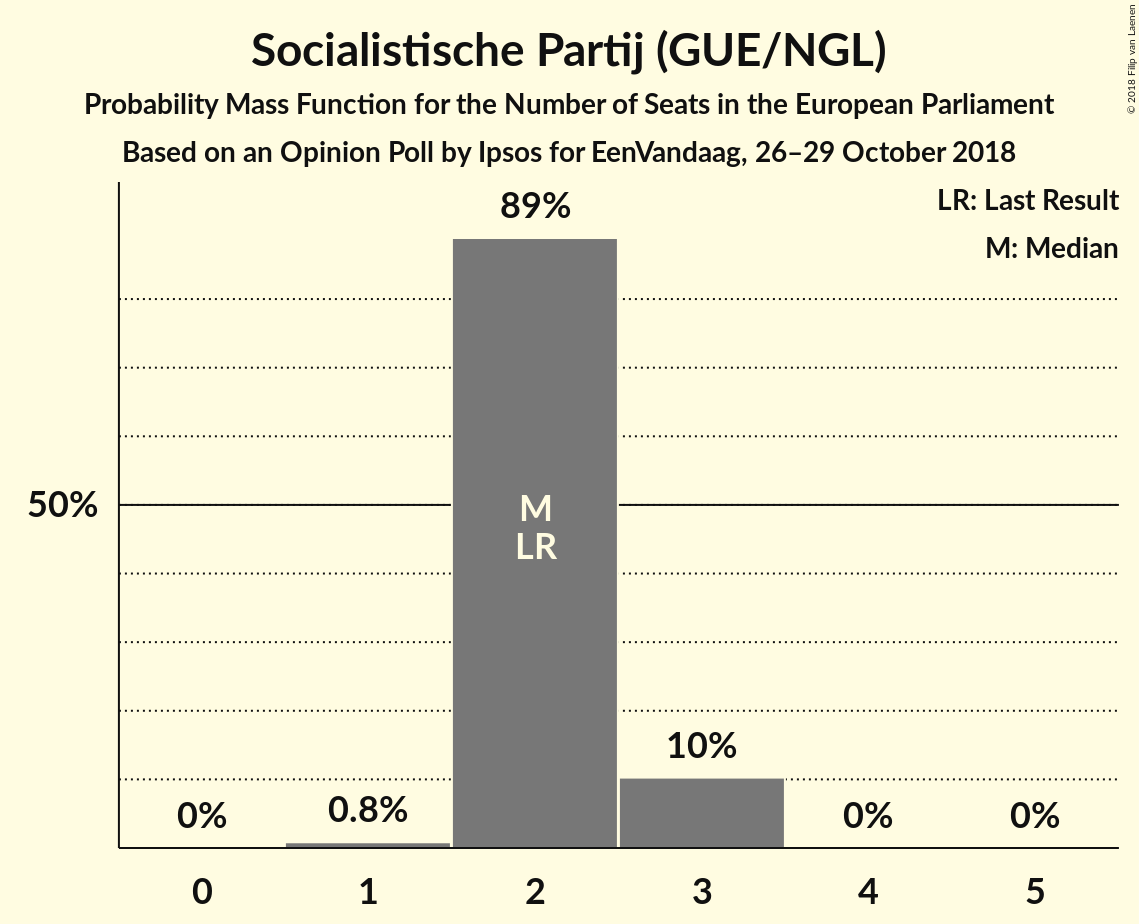 Socialistische Partij (GUE/NGL)
Probability Mass Function for the Number of Seats in the European Parliament
Based on an Opinion Poll by Ipsos for EenVandaag, 26–29 October 2018
© 2018 Filip van Laenen
LR: Last Result
M: Median
89%
50%
M
LR
10%
0%
0.8%
0%
0%
0
1
2
3
4
5